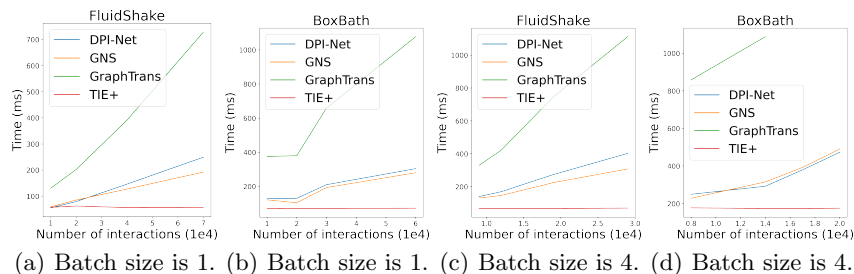 FluidShake
DPI-Net
GNS
GraphTrans
TIE+
Time (ms)
700
600
500
400
300
200
100
1 2 3 4 5 6 7
Number of interactions (1e4)
(a) Batch size is 1.
BoxBath
DPI-Net
GNS
GraphTrans
TIE+
Time (ms)
1000
800
600
400
200
1 2 3 4 5 6
Number of interactions (1e4)
(b) Batch size is 1.
FluidShake
DPI-Net
GNS
GraphTrans
TIE+
Time (ms)
1000
800
600
400
200
1.0 1.5 2.0 2.5
Number of interactions (1e4)
(c) Batch size is 4.
BoxBath
DPI-Net
GNS
GraphTrans
TIE+
Time (ms)
1000
800
600
400
200
0.8 1.0 1.2 1.4 1.6 1.8 2.0
Number of interactions (1e4)
(d) Batch size is 4.